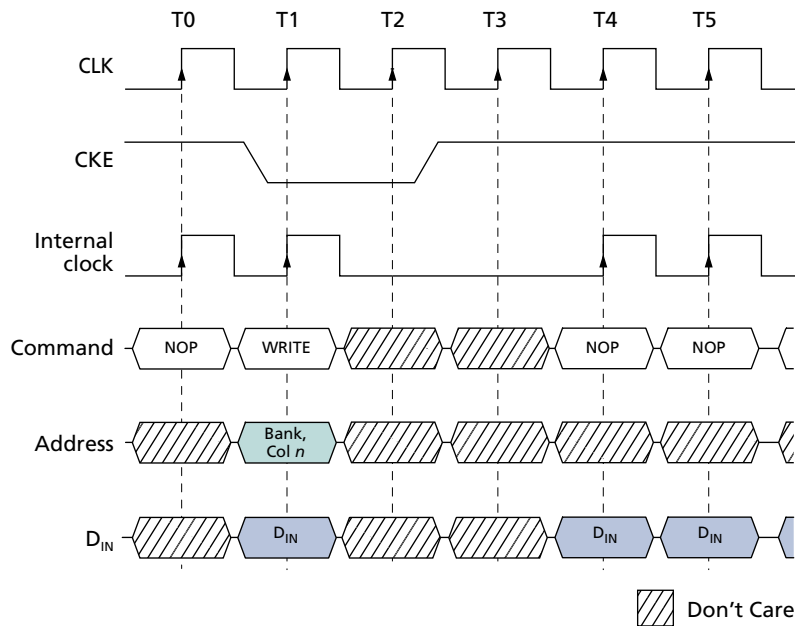 T0 T1 T2 T3 T4 T5
CLK
CKE
Internal
clock
Command NOP WRITE NOP NOP
Address Bank,
Col n
DIN DIN DIN DIN
Don't Care